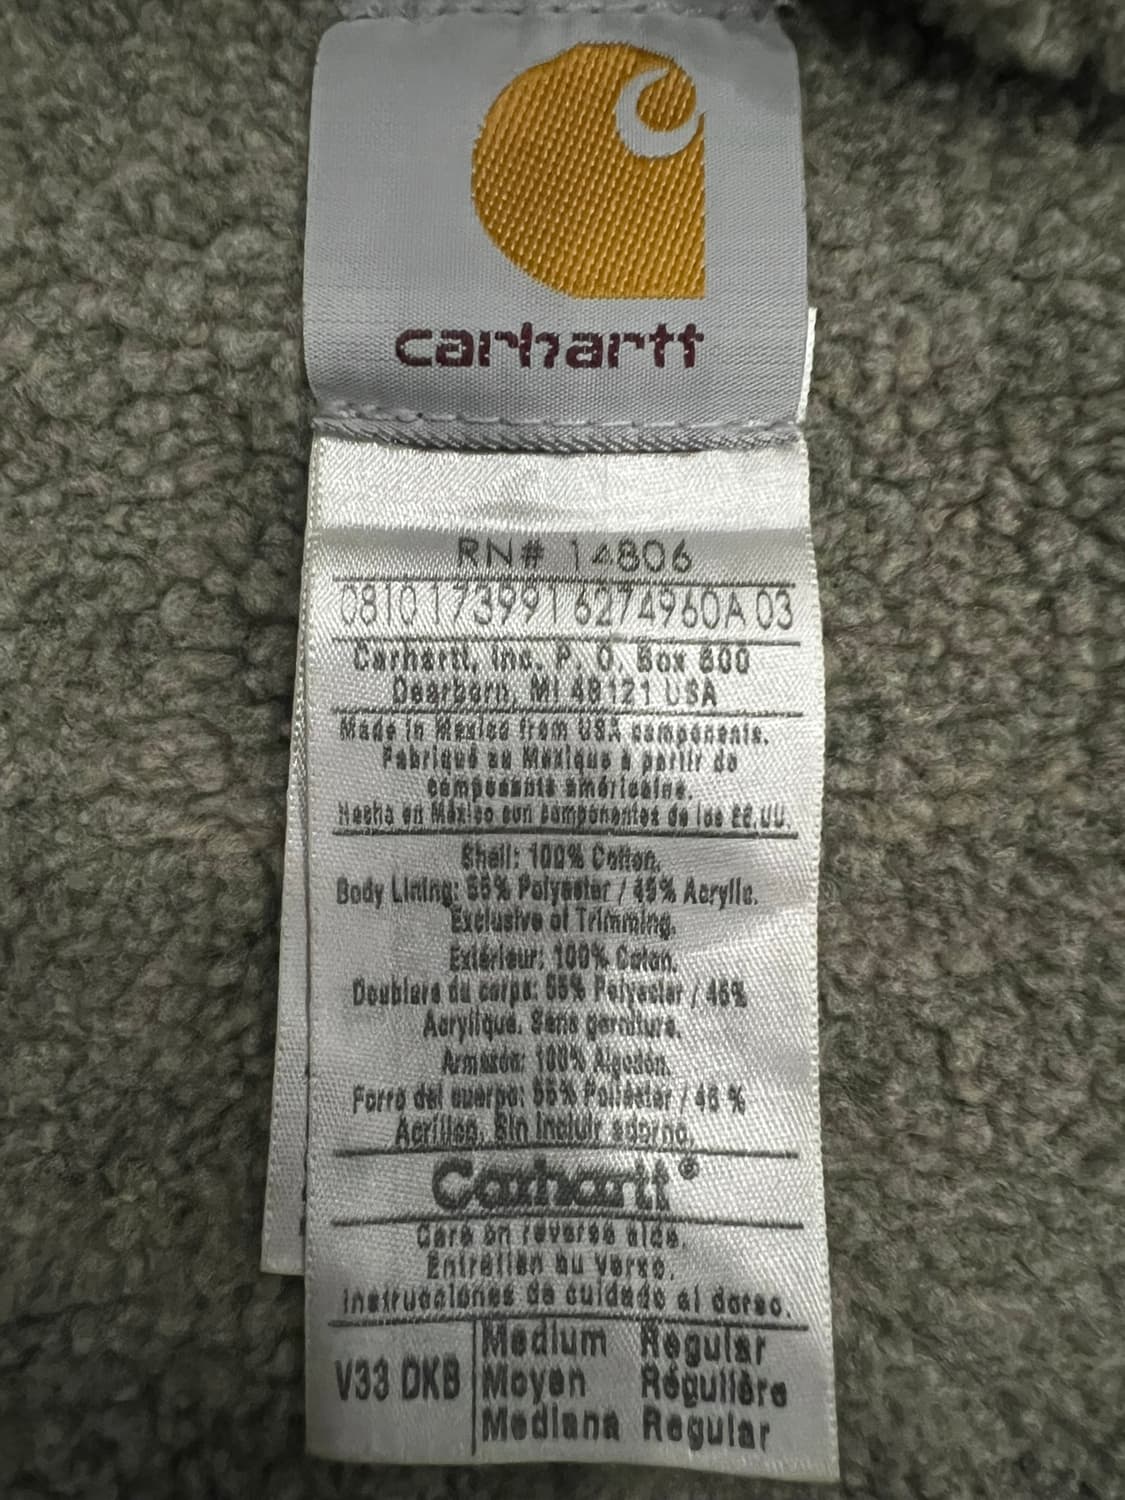 carhartt
RN# 14806
0810 1739916274960A 03
Carhartt, Inc. P. O. Box 600
Dearborn, MI 48121 USA
Made in Mexico from USA components.
Fabriqué au Mexique à partir de
composants américains.
Hecho en México con componentes de los EE.UU.
Shell: 100% Cotton.
Body Lining: 55% Polyester / 45% Acrylic.
Exclusive of Trimming.
Extérieur: 100% Coton.
Doublure du corps: 55% Polyester / 45%
Acrylique. Sans garniture.
Armazón: 100% Algodón.
Forro del cuerpo: 55% Poliéster / 45 %
Acrílico. Sin incluir adorno.
Carhartt®
Care on reverse side.
Entretien au verso.
Instrucciones de cuidado al dorso.
V33 DKB
Medium Regular
Moyen Régulière
Mediana Regular